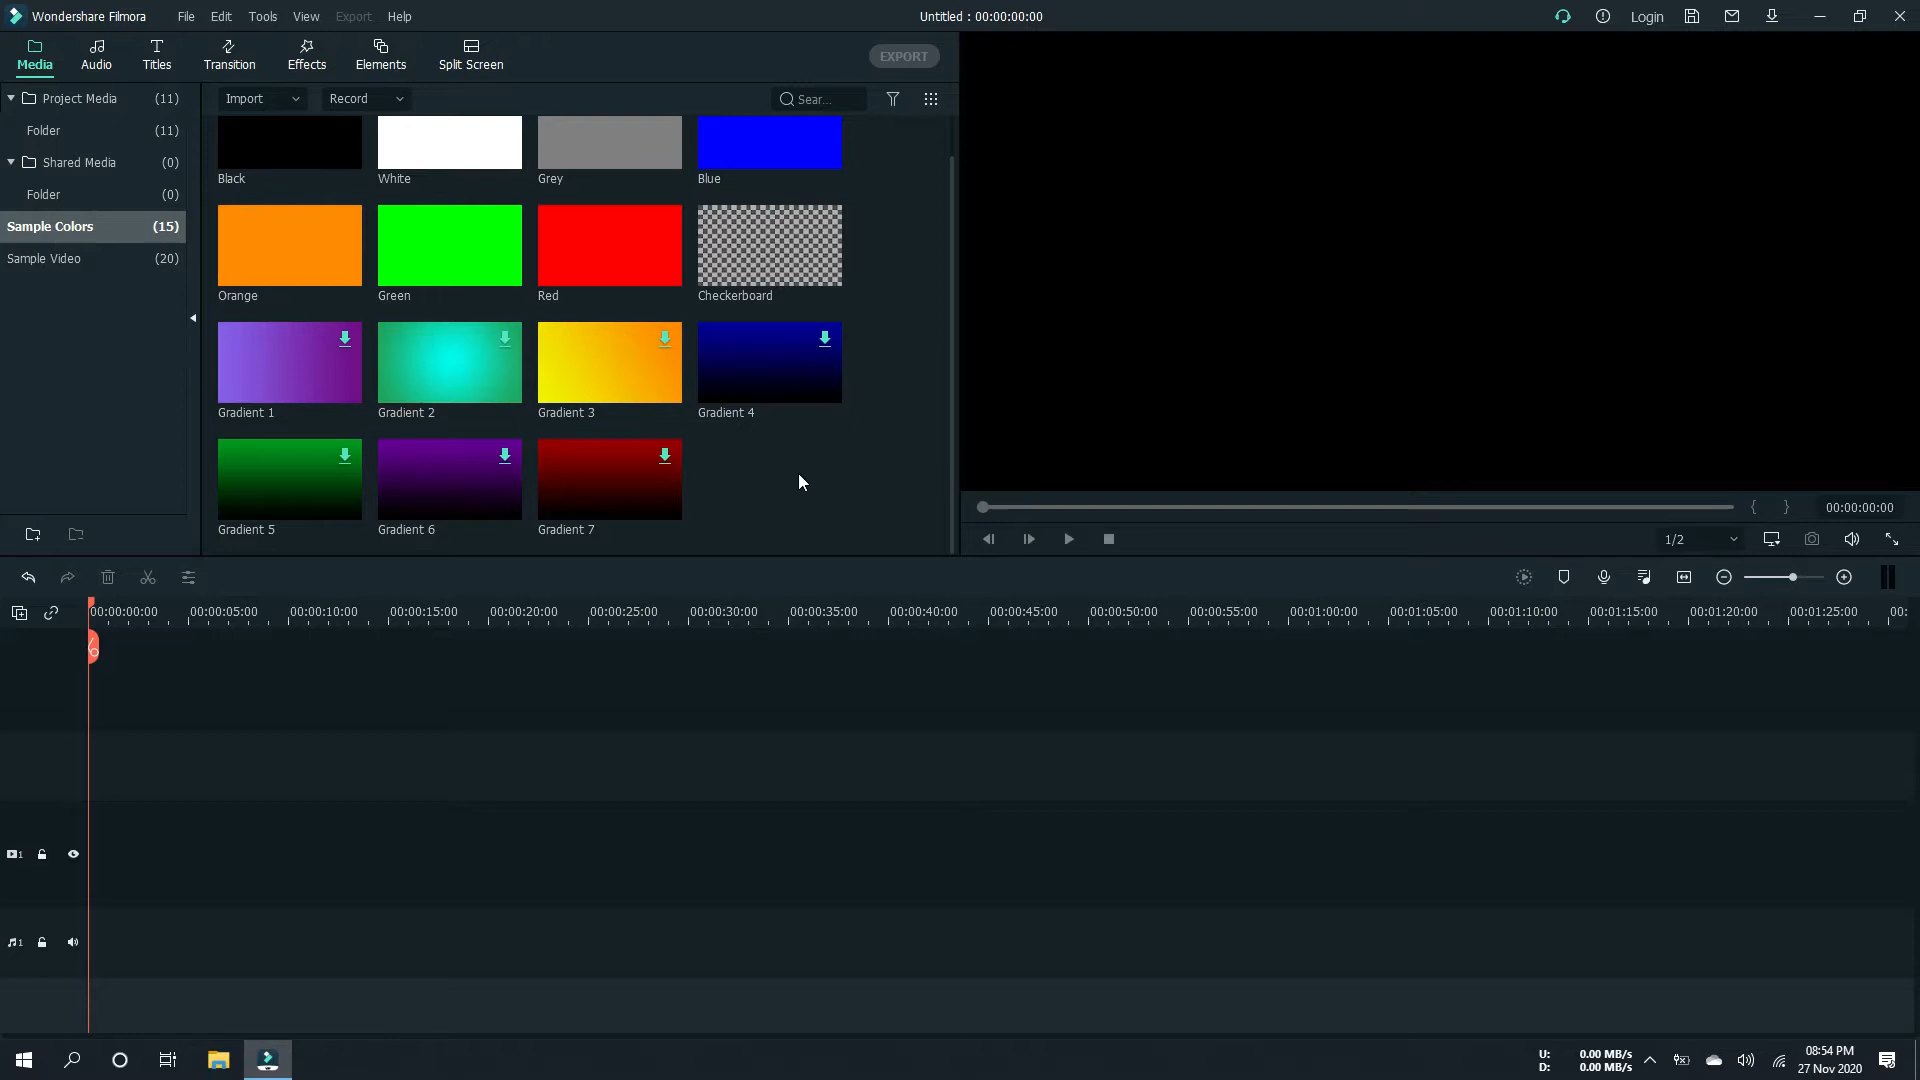 Wondershare Filmora File Edit Tools View Export Help Untitled : 00:00:00:00 Login
Media Audio Titles Transition Effects Elements Split Screen EXPORT
Project Media (11)
Folder (11)
Shared Media (0)
Folder (0)
Sample Colors (15)
Sample Video (20)
Import Record Sear...
Black White Grey Blue
Orange Green Red Checkerboard
Gradient 1 Gradient 2 Gradient 3 Gradient 4
Gradient 5 Gradient 6 Gradient 7
{ } 00:00:00:00
1/2
00:00:00:00 00:00:05:00 00:00:10:00 00:00:15:00 00:00:20:00 00:00:25:00 00:00:30:00 00:00:35:00 00:00:40:00 00:00:45:00 00:00:50:00 00:00:55:00 00:01:00:00 00:01:05:00 00:01:10:00 00:01:15:00 00:01:20:00 00:01:25:00 00:
1
1
U: 0.00 MB/s
D: 0.00 MB/s
08:54 PM
27 Nov 2020